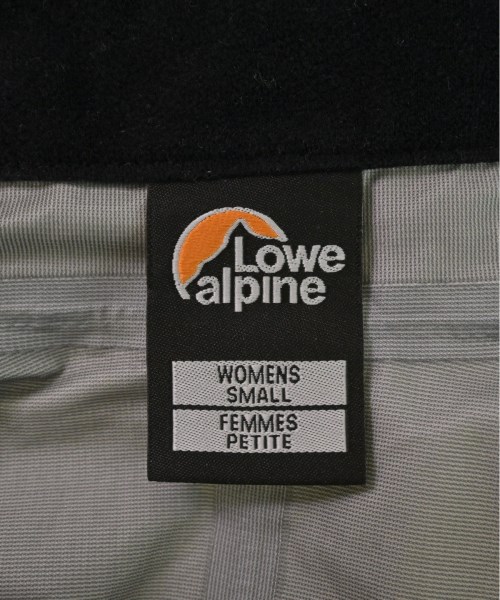 Lowe
alpine
WOMENS
SMALL
FEMMES
PETITE